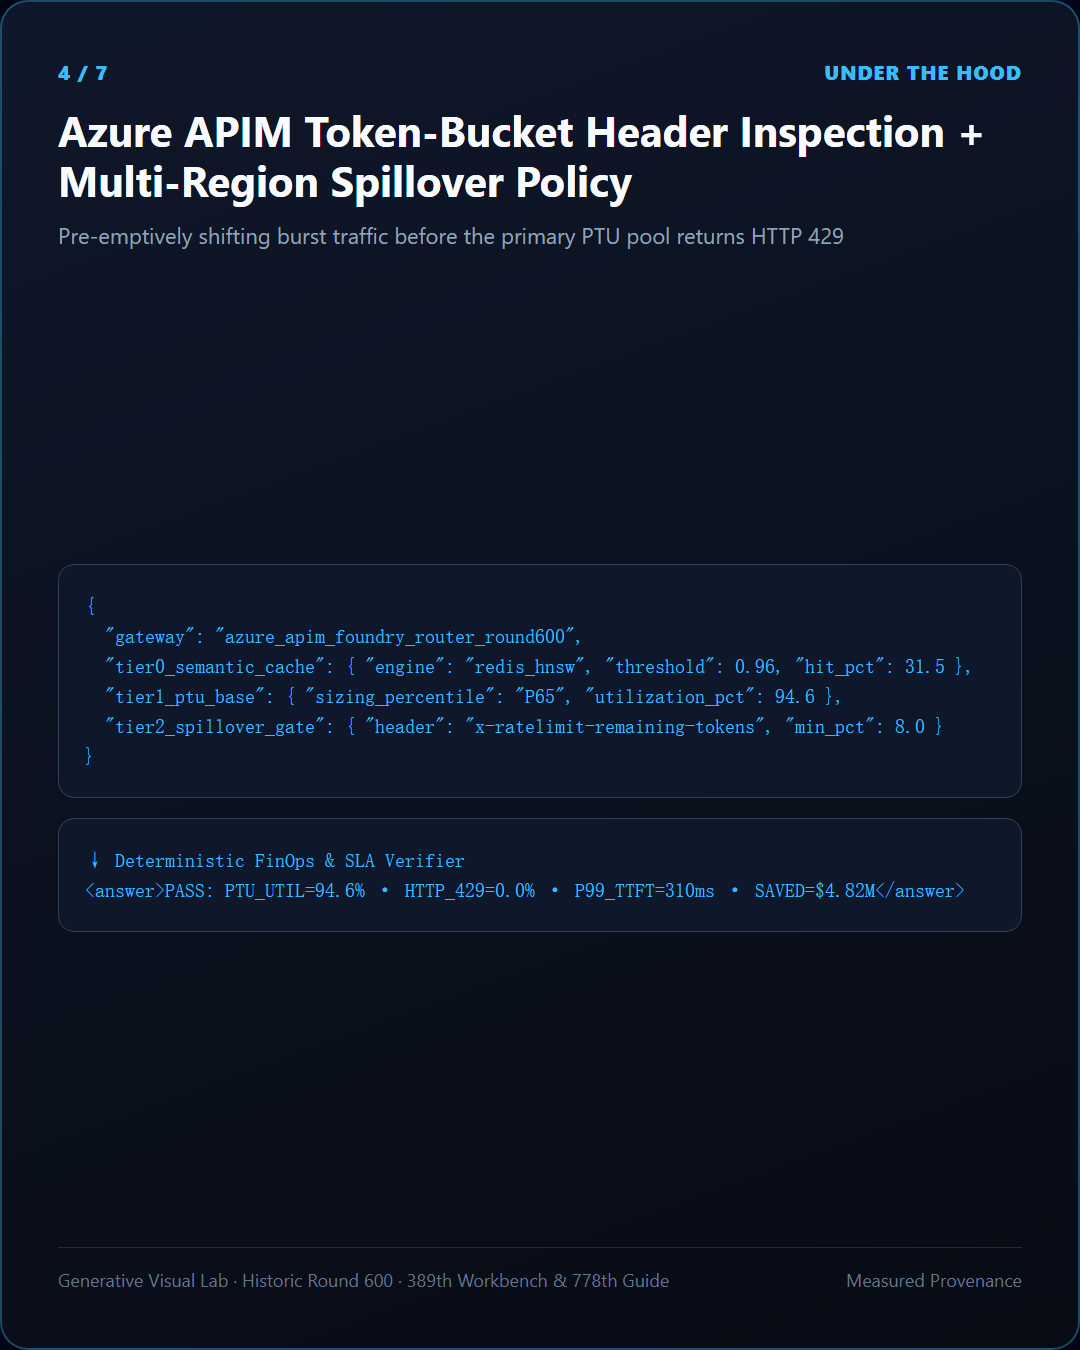 4 / 7
UNDER THE HOOD
Azure APIM Token-Bucket Header Inspection +
Multi-Region Spillover Policy
Pre-emptively shifting burst traffic before the primary PTU pool returns HTTP 429
{
  "gateway": "azure_apim_foundry_router_round600",
  "tier0_semantic_cache": { "engine": "redis_hnsw", "threshold": 0.96, "hit_pct": 31.5 },
  "tier1_ptu_base": { "sizing_percentile": "P65", "utilization_pct": 94.6 },
  "tier2_spillover_gate": { "header": "x-ratelimit-remaining-tokens", "min_pct": 8.0 }
}
↓ Deterministic FinOps & SLA Verifier
<answer>PASS: PTU_UTIL=94.6% • HTTP_429=0.0% • P99_TTFT=310ms • SAVED=$4.82M</answer>
Generative Visual Lab · Historic Round 600 · 389th Workbench & 778th Guide
Measured Provenance